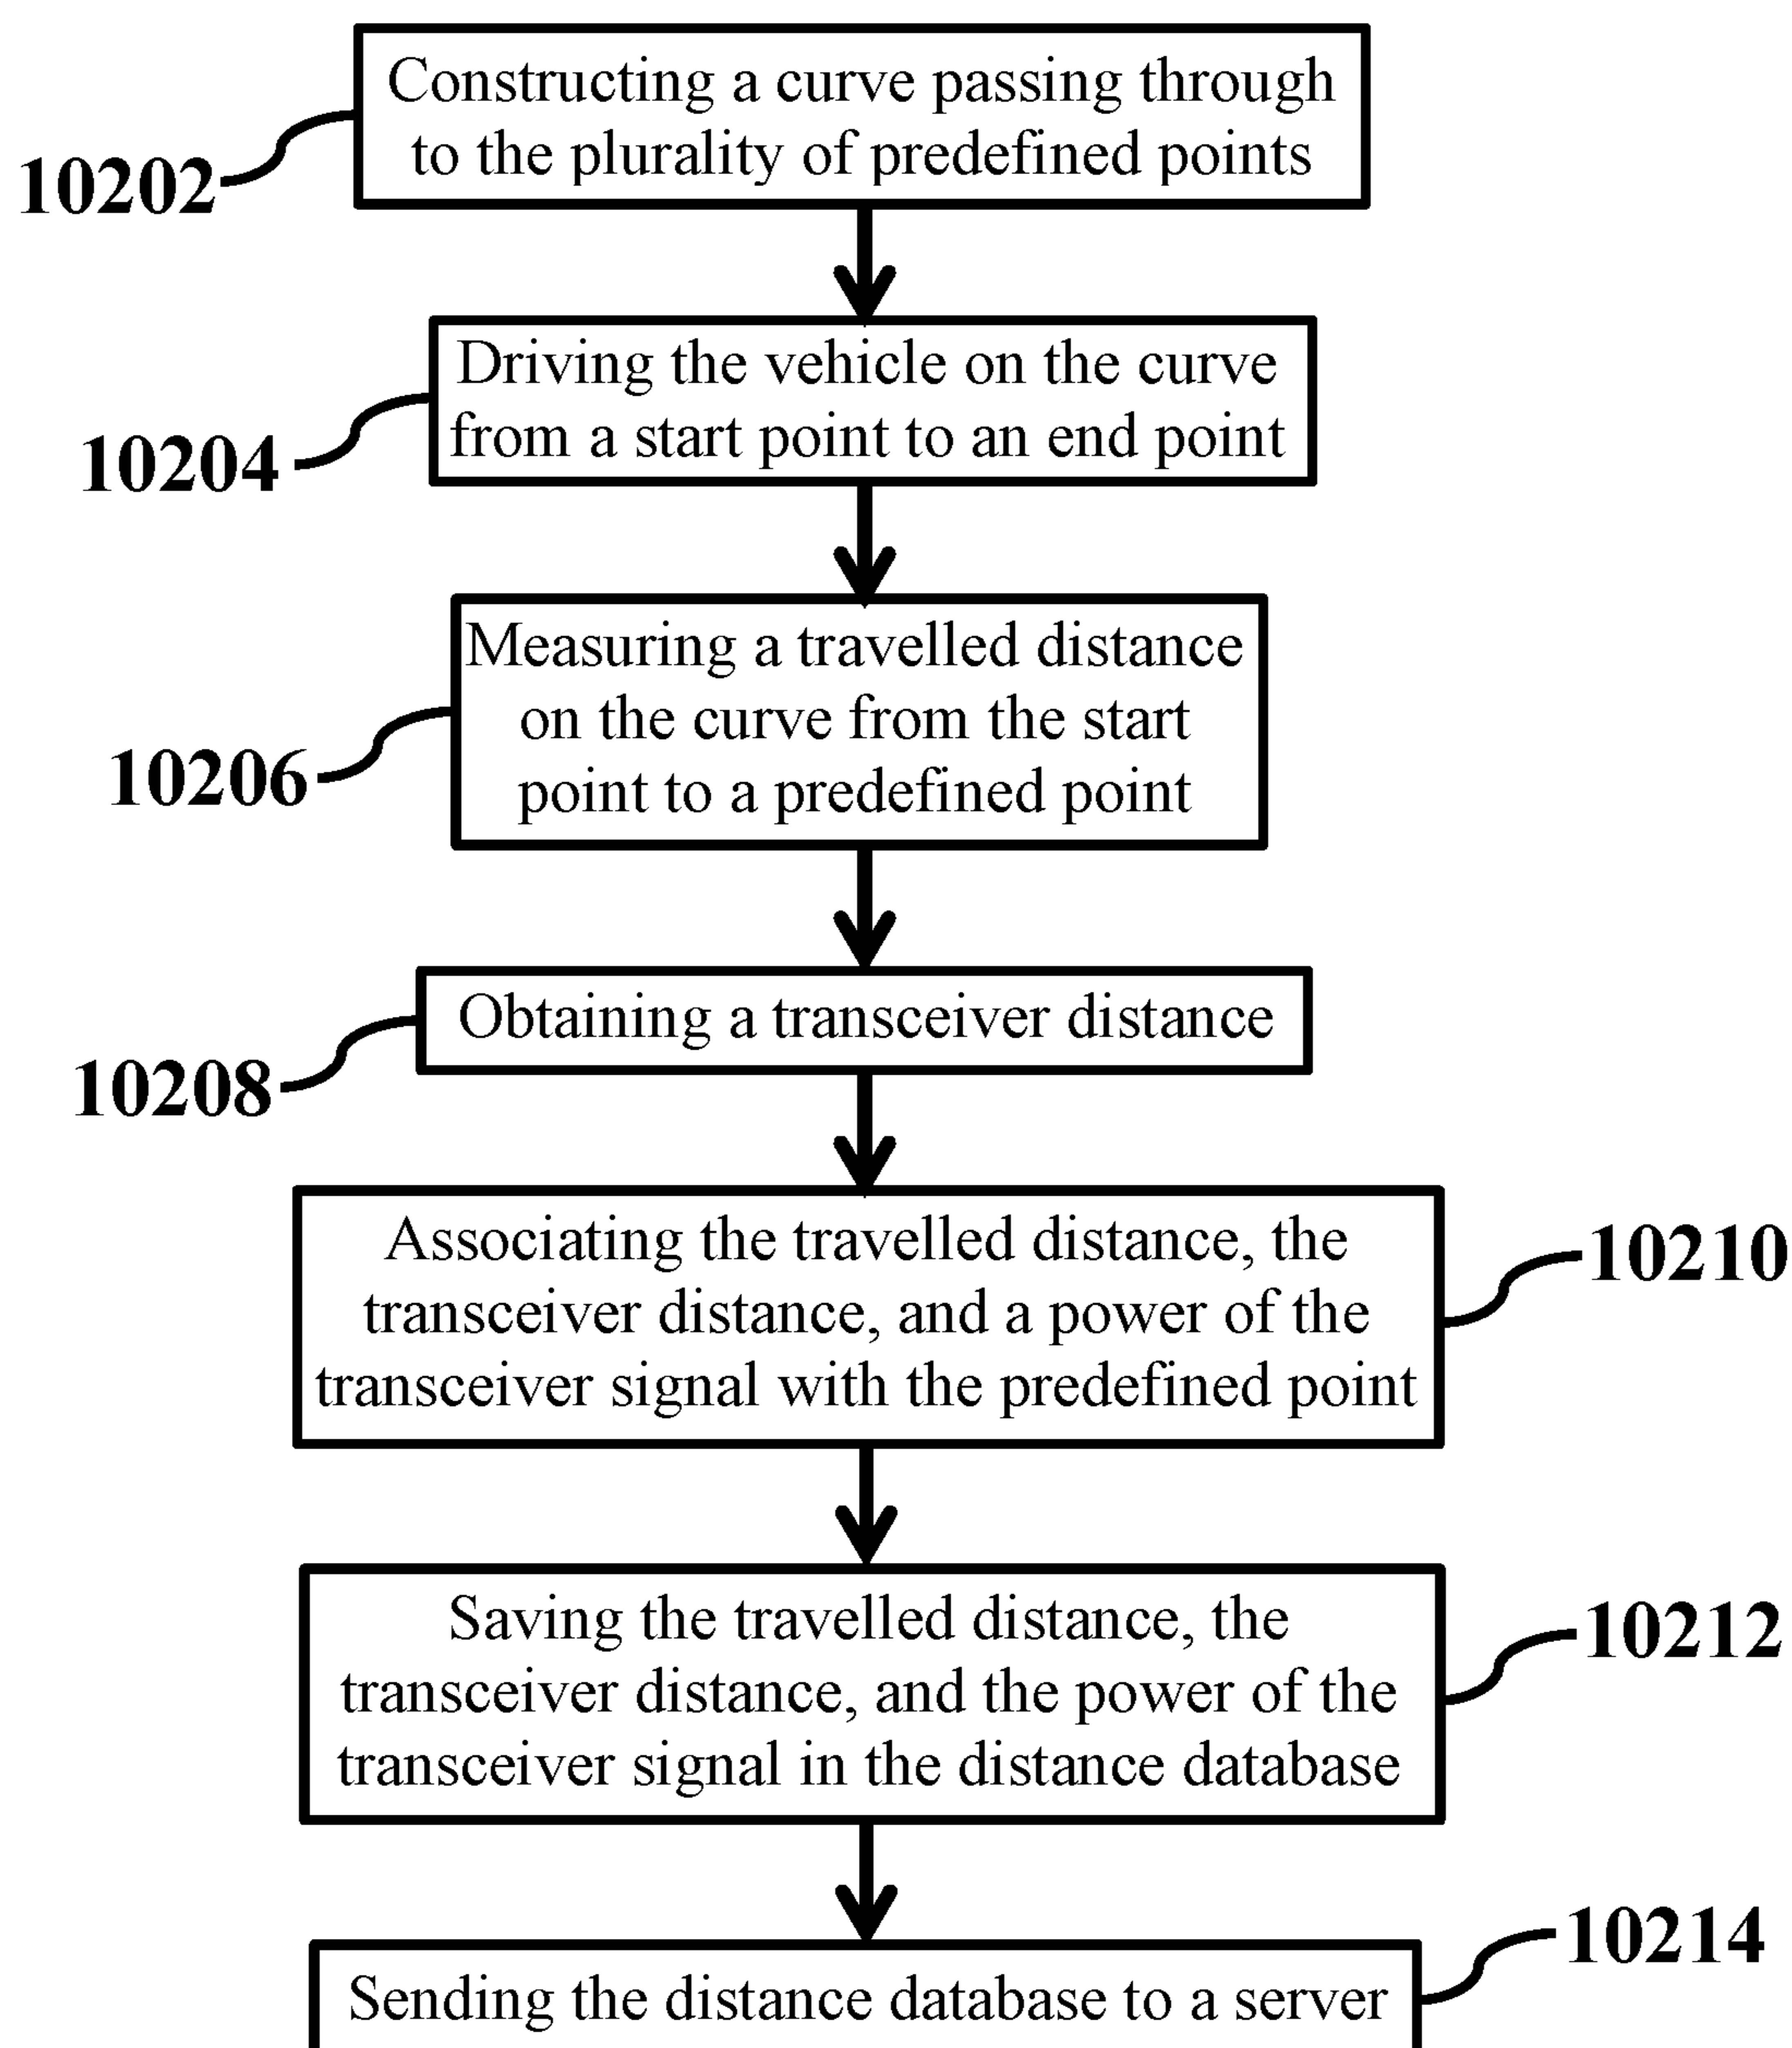 Constructing a curve passing through
to the plurality of predefined points
10202
Driving the vehicle on the curve
from a start point to an end point
10204
Measuring a travelled distance
on the curve from the start
point to a predefined point
10206
Obtaining a transceiver distance
10208
Associating the travelled distance, the
transceiver distance, and a power of the
transceiver signal with the predefined point
10210
Saving the travelled distance, the
transceiver distance, and the power of the
transceiver signal in the distance database
10212
Sending the distance database to a server
10214